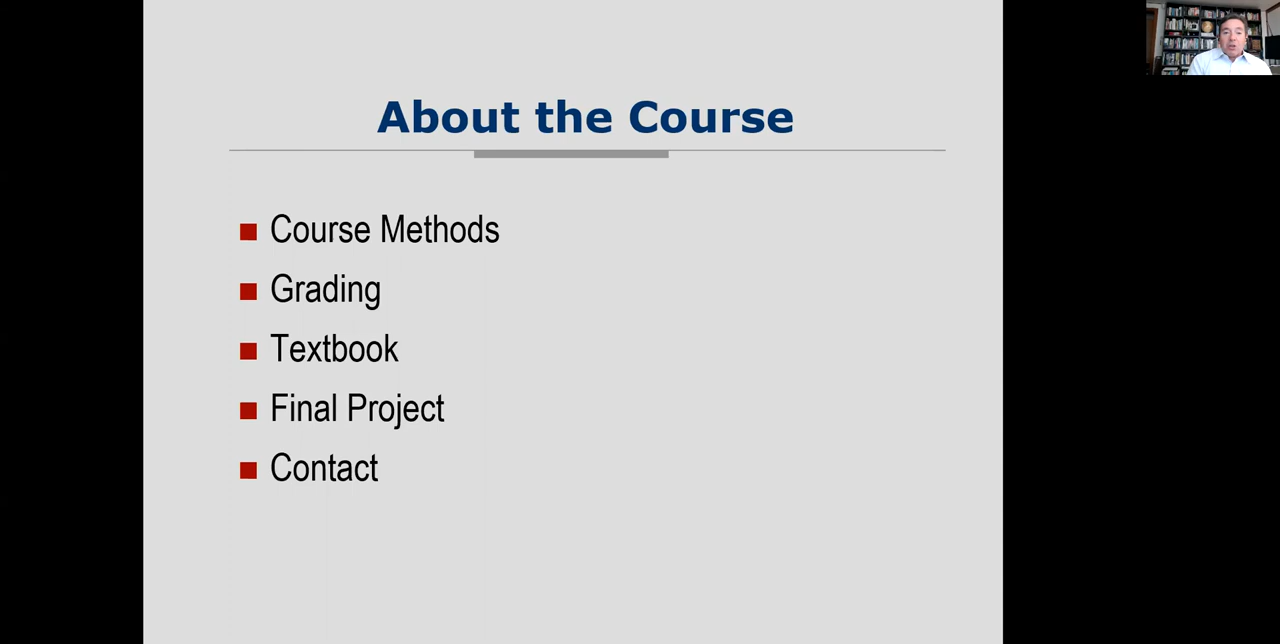 About the Course
Course Methods
Grading
Textbook
Final Project
Contact